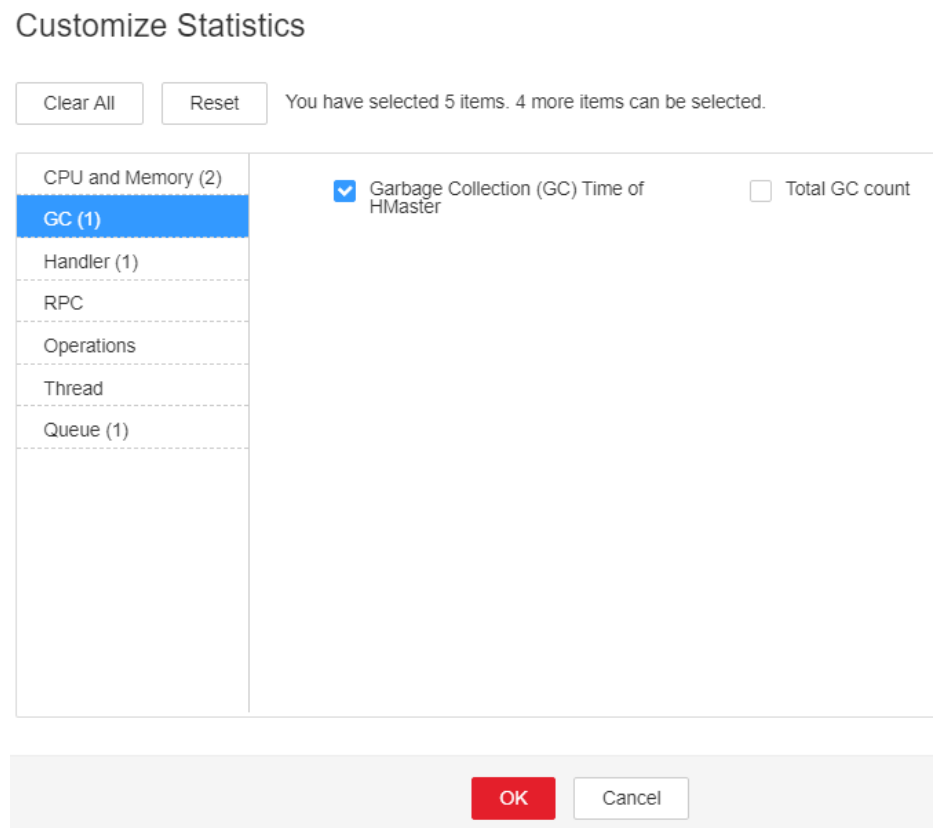 Customize Statistics
Clear All
Reset
You have selected 5 items. 4 more items can be selected.
CPU and Memory (2)
GC (1)
Handler (1)
RPC
Operations
Thread
Queue (1)
Garbage Collection (GC) Time of
HMaster
Total GC count
OK
Cancel